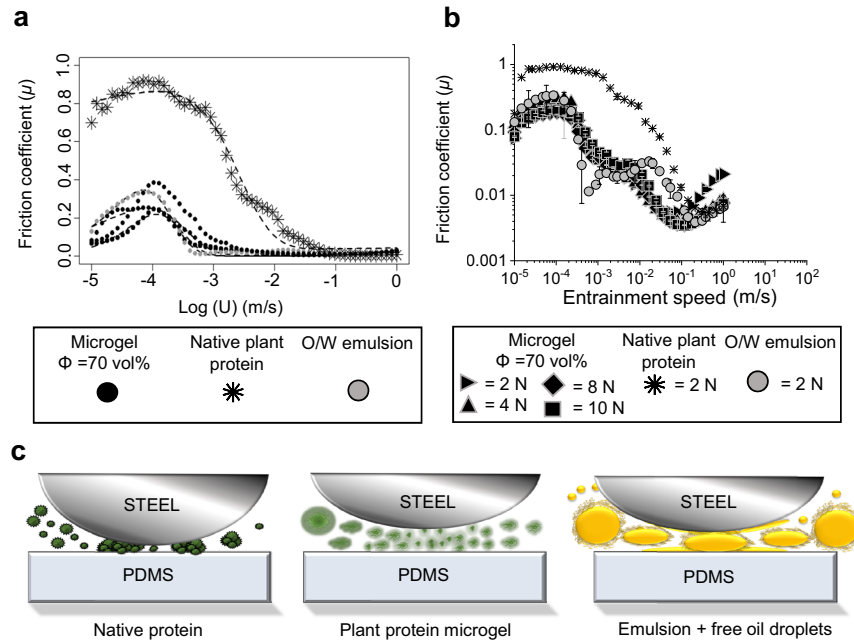 a
Friction coefficient (μ)
1.0
0.8
0.6
0.4
0.2
0.0
-5 -4 -3 -2 -1 0
Log (U) (m/s)
Microgel
Φ =70 vol%
Native plant
protein
O/W emulsion
b
Friction coefficient (μ)
1
0.1
0.01
0.001
10-5 10-4 10-3 10-2 10-1 100 101 102
Entrainment speed (m/s)
Microgel
Φ =70 vol%
Native plant
protein
O/W emulsion
= 2 N = 8 N = 2 N = 2 N
= 4 N = 10 N
c
STEEL STEEL STEEL
PDMS PDMS PDMS
Native protein Plant protein microgel Emulsion + free oil droplets